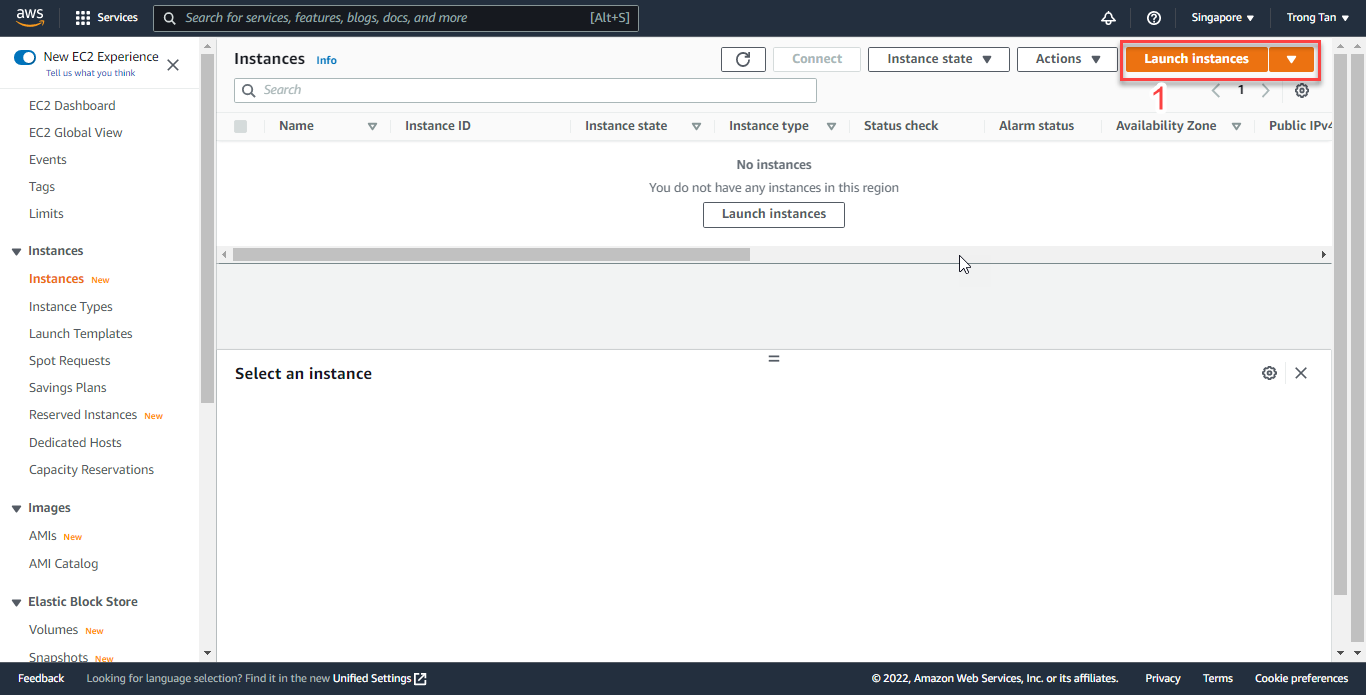 aws Services Search for services, features, blogs, docs, and more [Alt+S] Singapore Trong Tan
New EC2 Experience
Tell us what you think
EC2 Dashboard
EC2 Global View
Events
Tags
Limits
Instances
Instances New
Instance Types
Launch Templates
Spot Requests
Savings Plans
Reserved Instances New
Dedicated Hosts
Capacity Reservations
Images
AMIs New
AMI Catalog
Elastic Block Store
Volumes New
Snapshots New
Instances Info Connect Instance state Actions Launch instances
1
Search 1
Name Instance ID Instance state Instance type Status check Alarm status Availability Zone Public IPv4
No instances
You do not have any instances in this region
Launch instances
Select an instance
Feedback Looking for language selection? Find it in the new Unified Settings © 2022, Amazon Web Services, Inc. or its affiliates. Privacy Terms Cookie preferences